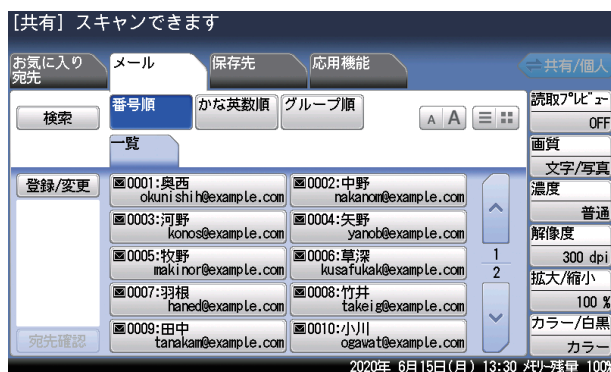 [共有] スキャンできます
お気に入り
宛先
メール
保存先
応用機能
共有/個人
検索
番号順
かな英数順
グループ順
A A
一覧
登録/変更
0001:奥西
okunishih@example.com
0002:中野
nakanom@example.com
0003:河野
konos@example.com
0004:矢野
yanob@example.com
0005:牧野
makinor@example.com
0006:草深
kusafukak@example.com
0007:羽根
haned@example.com
0008:竹井
takeig@example.com
0009:田中
tanakam@example.com
0010:小川
ogawat@example.com
1
2
宛先確認
読取プレビュー
OFF
画質
文字/写真
濃度
普通
解像度
300 dpi
拡大/縮小
100 %
カラー/白黒
カラー
2020年 6月15日(月) 13:30 メモリー残量 100%